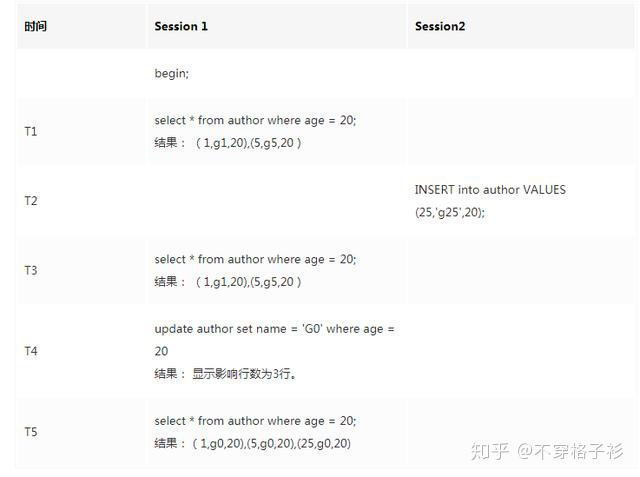 时间 Session 1 Session2
begin;
select * from author where age = 20;
T1
结果： （1,g1,20),(5,g5,20 ）
INSERT into author VALUES
T2
(25,'g25',20);
select * from author where age = 20;
T3
结果： （1,g1,20),(5,g5,20 ）
update author set name = 'G0' where age =
T4
20
结果： 显示影响行数为3行。
select * from author where age = 20;
T5
结果：（1,g0,20),(5,g0,20),(25,g0,20)
知乎 @不穿格子衫